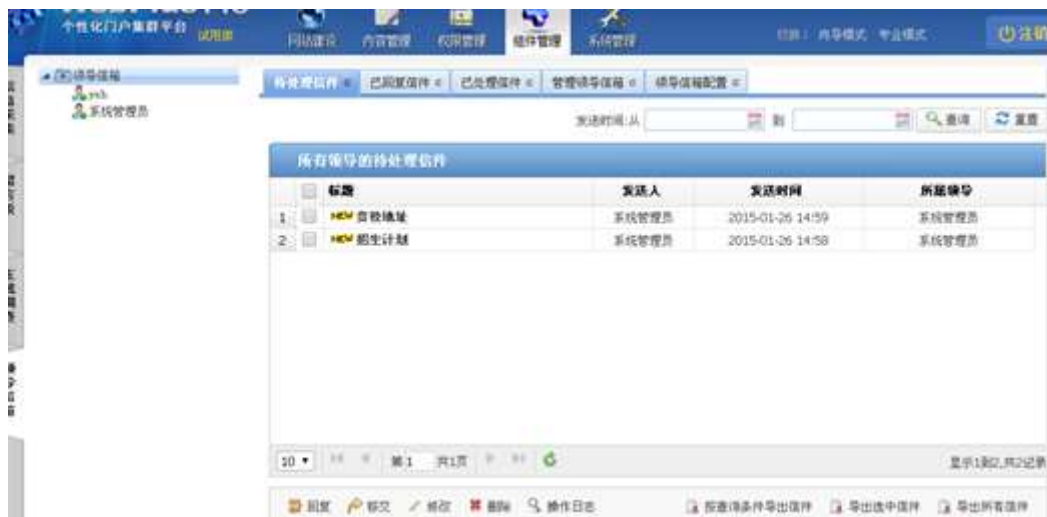 个性化门户集群平台 试用版
网站建设 内容管理 权限管理 组件管理 系统管理
向导模式 专业模式
注销
领导信箱
系统管理员
待处理信件 已回复信件 已处理信件 管理领导信箱 领导信箱配置
发送时间:从 到 查询 重置
所有领导的待处理信件
标题 发送人 发送时间 所属领导
1 NEW 贵校地址 系统管理员 2015-01-26 14:59 系统管理员
2 NEW 招生计划 系统管理员 2015-01-26 14:58 系统管理员
10 第1 共1页 显示1到2,共2记录
回复 移交 修改 删除 操作日志 按查询条件导出信件 导出选中信件 导出所有信件